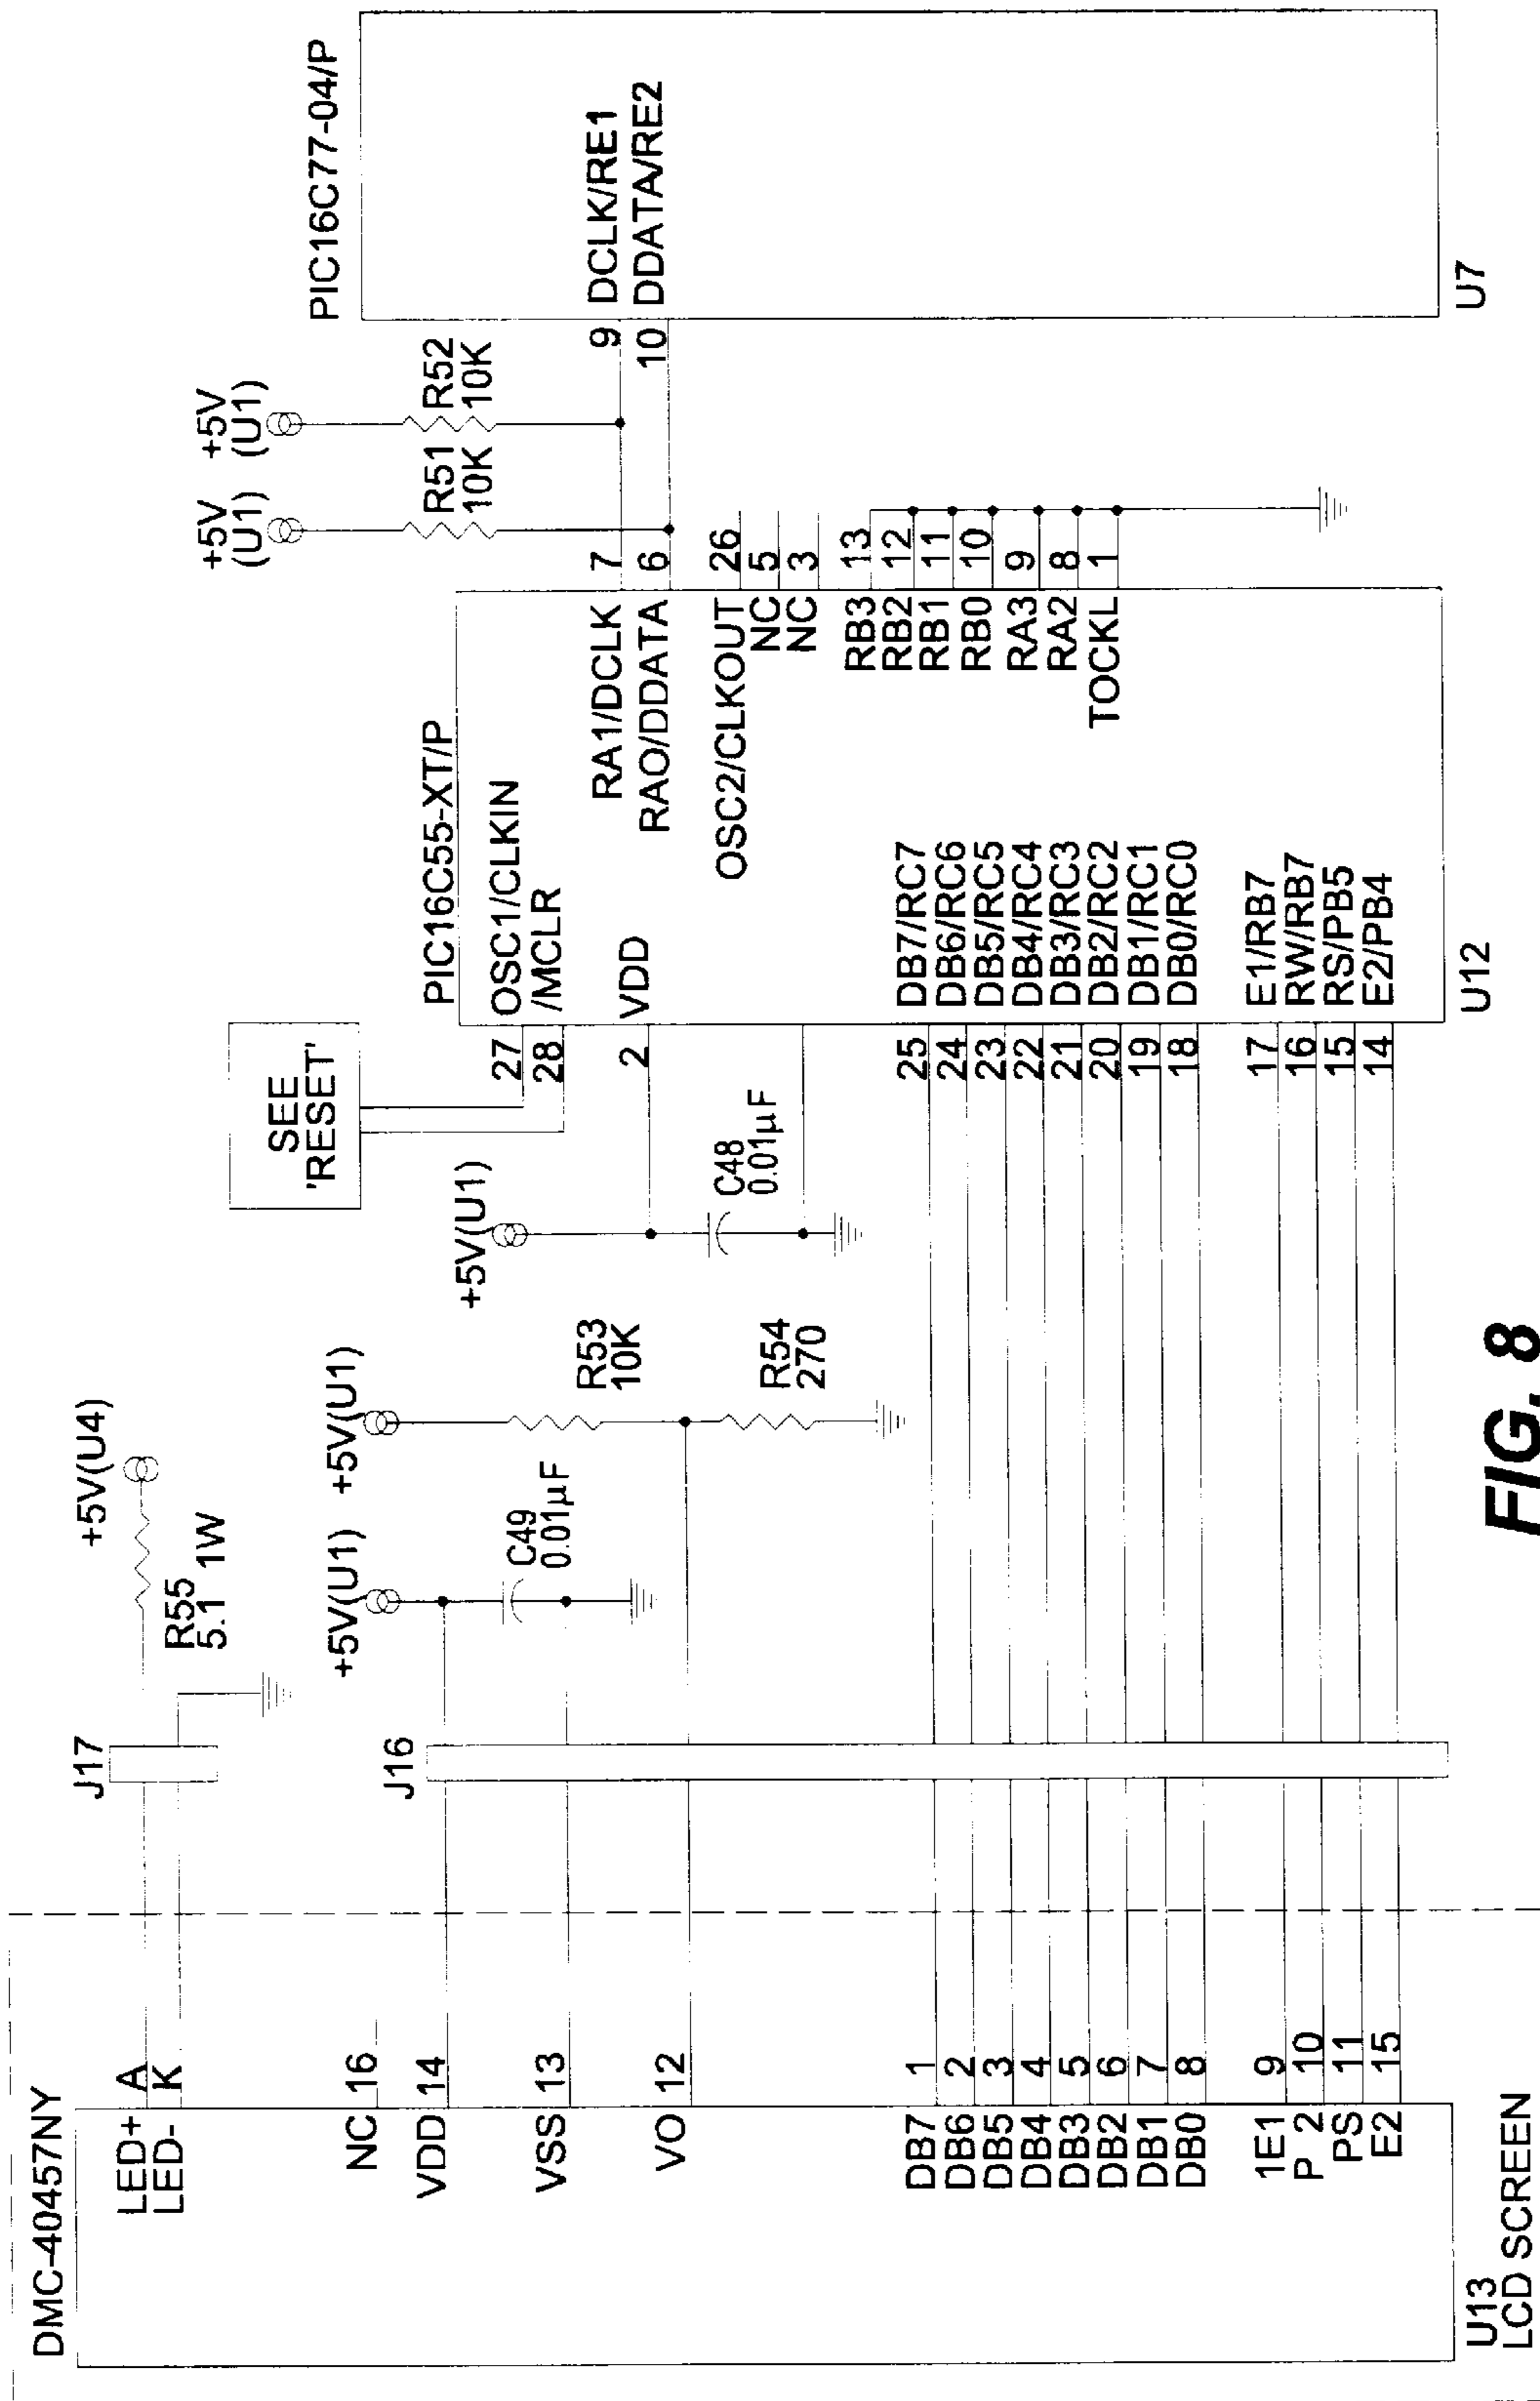 DMC-40457NY
LED+ A
LED- K
NC 16
VDD 14
VSS 13
VO 12
DB7 1
DB6 2
DB5 3
DB4 4
DB3 5
DB2 6
DB1 7
DB0 8
1E1 9
P 2 10
PS 11
E2 15
U13
LCD SCREEN
J17
J16
+5V(U4)
R55
5.1 1W
+5V(U1)
C49
0.01µF
+5V(U1)
R53
10K
R54
270
+5V(U1)
C48
0.01µF
SEE
'RESET'
PIC16C55-XT/P
27 OSC1/CLKIN
28 /MCLR
2 VDD
25 DB7/RC7
24 DB6/RC6
23 DB5/RC5
22 DB4/RC4
21 DB3/RC3
20 DB2/RC2
19 DB1/RC1
18 DB0/RC0
17 E1/RB7
16 RW/RB7
15 RS/PB5
14 E2/PB4
U12
RA1/DCLK 7
RAO/DDATA 6
OSC2/CLKOUT 26
NC 5
NC 3
RB3 13
RB2 12
RB1 11
RB0 10
RA3 9
RA2 8
TOCKL 1
+5V
(U1)
R51
10K
+5V
(U1)
R52
10K
PIC16C77-04/P
9 DCLK/RE1
10 DDATA/RE2
U7
FIG. 8